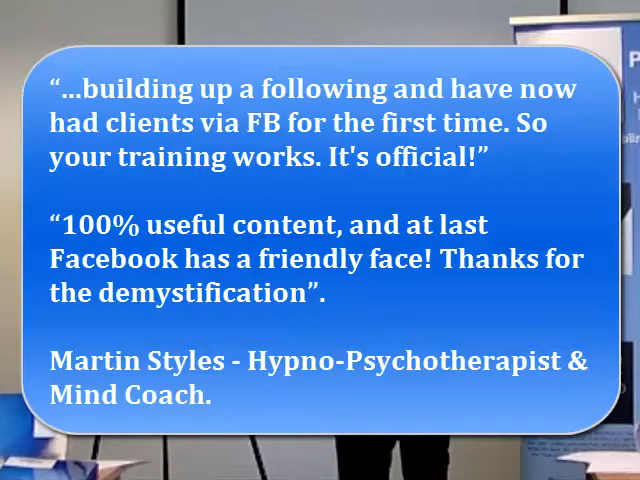 “...building up a following and have now
had clients via FB for the first time. So
your training works. It's official!”
“100% useful content, and at last
Facebook has a friendly face! Thanks for
the demystification”.
Martin Styles - Hypno-Psychotherapist &
Mind Coach.